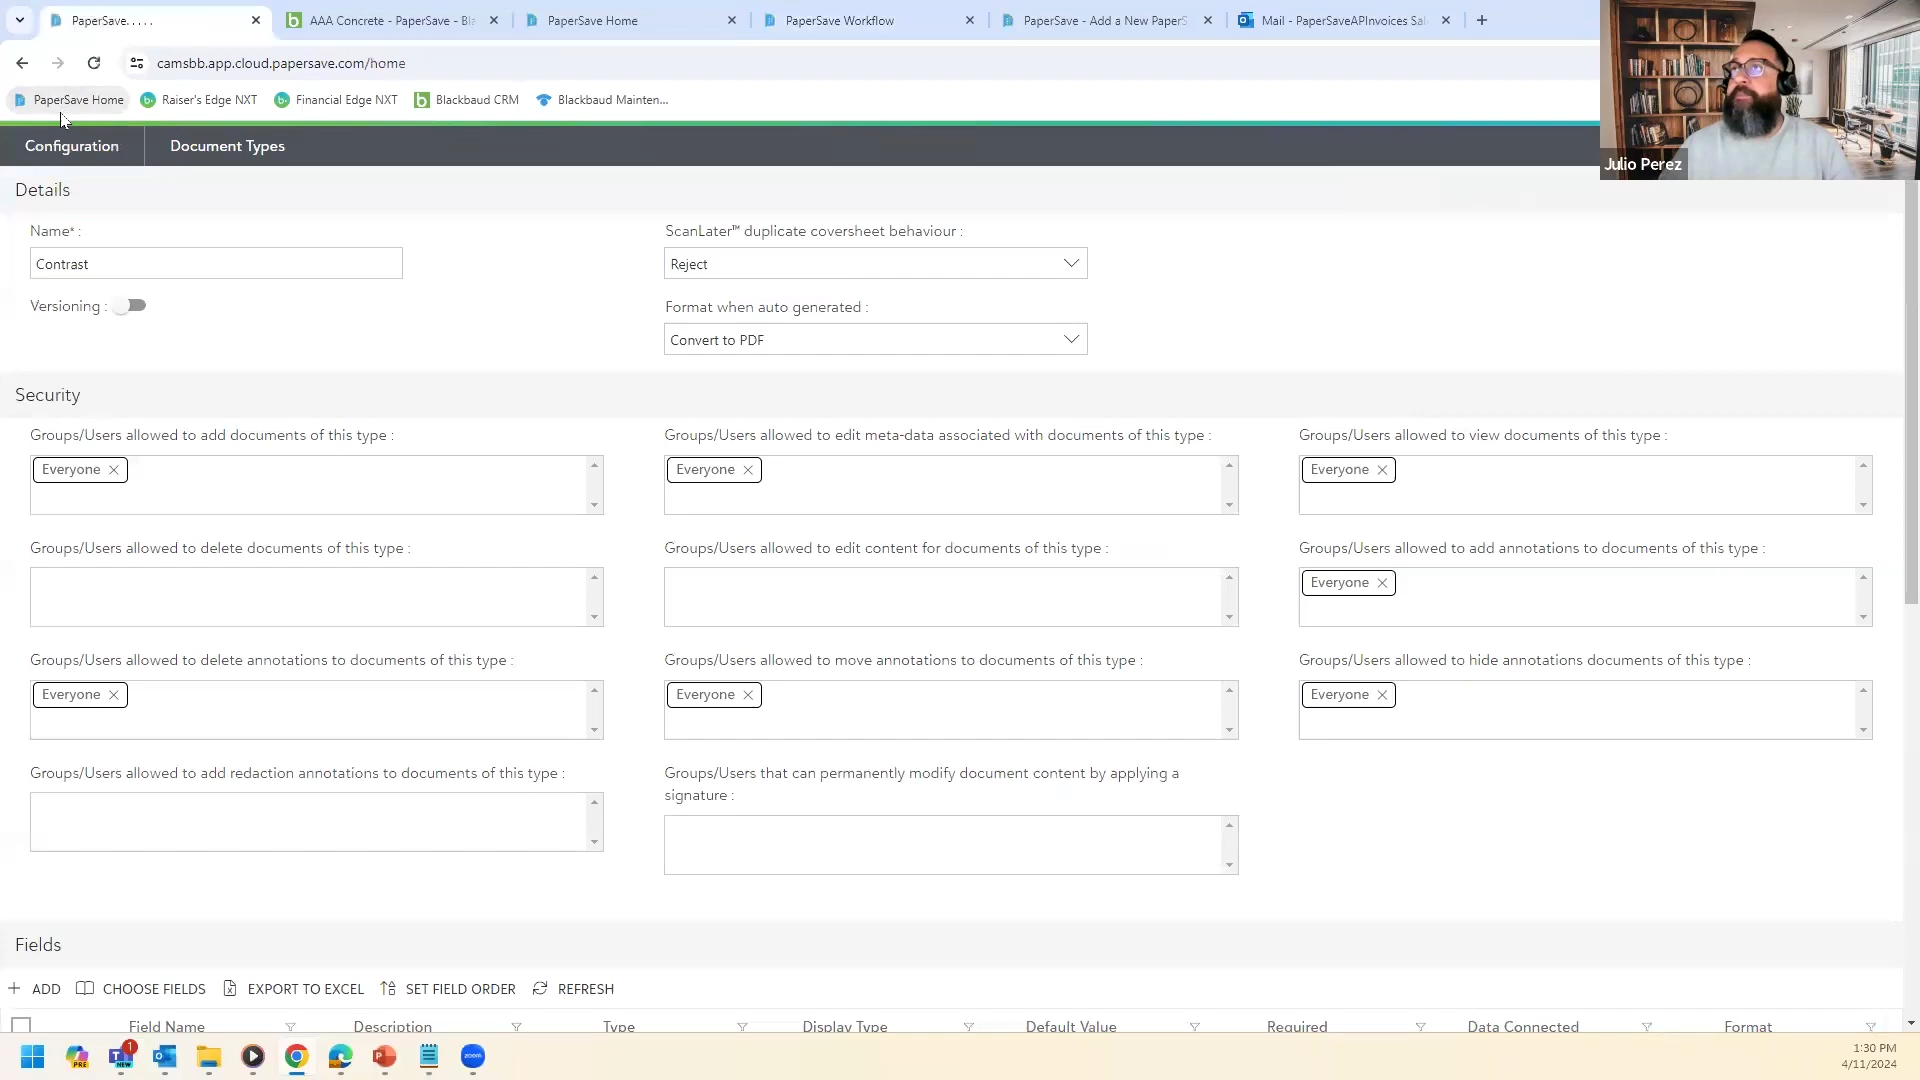 PaperSave. . . . .
AAA Concrete - PaperSave - Bla
PaperSave Home
PaperSave Workflow
PaperSave - Add a New PaperS
Mail - PaperSaveAPInvoices Sal
camsbb.app.cloud.papersave.com/home
PaperSave Home
Raiser's Edge NXT
Financial Edge NXT
Blackbaud CRM
Blackbaud Mainten...
Julio Perez
Configuration
Document Types
Details
Name* :
ScanLater™ duplicate coversheet behaviour :
Contrast
Reject
Versioning :
Format when auto generated :
Convert to PDF
Security
Groups/Users allowed to add documents of this type :
Groups/Users allowed to edit meta-data associated with documents of this type :
Groups/Users allowed to view documents of this type :
Everyone
Everyone
Everyone
Groups/Users allowed to delete documents of this type :
Groups/Users allowed to edit content for documents of this type :
Groups/Users allowed to add annotations to documents of this type :
Everyone
Groups/Users allowed to delete annotations to documents of this type :
Groups/Users allowed to move annotations to documents of this type :
Groups/Users allowed to hide annotations documents of this type :
Everyone
Everyone
Everyone
Groups/Users allowed to add redaction annotations to documents of this type :
Groups/Users that can permanently modify document content by applying a
signature :
Fields
ADD
CHOOSE FIELDS
EXPORT TO EXCEL
SET FIELD ORDER
REFRESH
Field Name
Description
Type
Display Type
Default Value
Required
Data Connected
Format
PRE
1
NEW
zoom
1:30 PM
4/11/2024